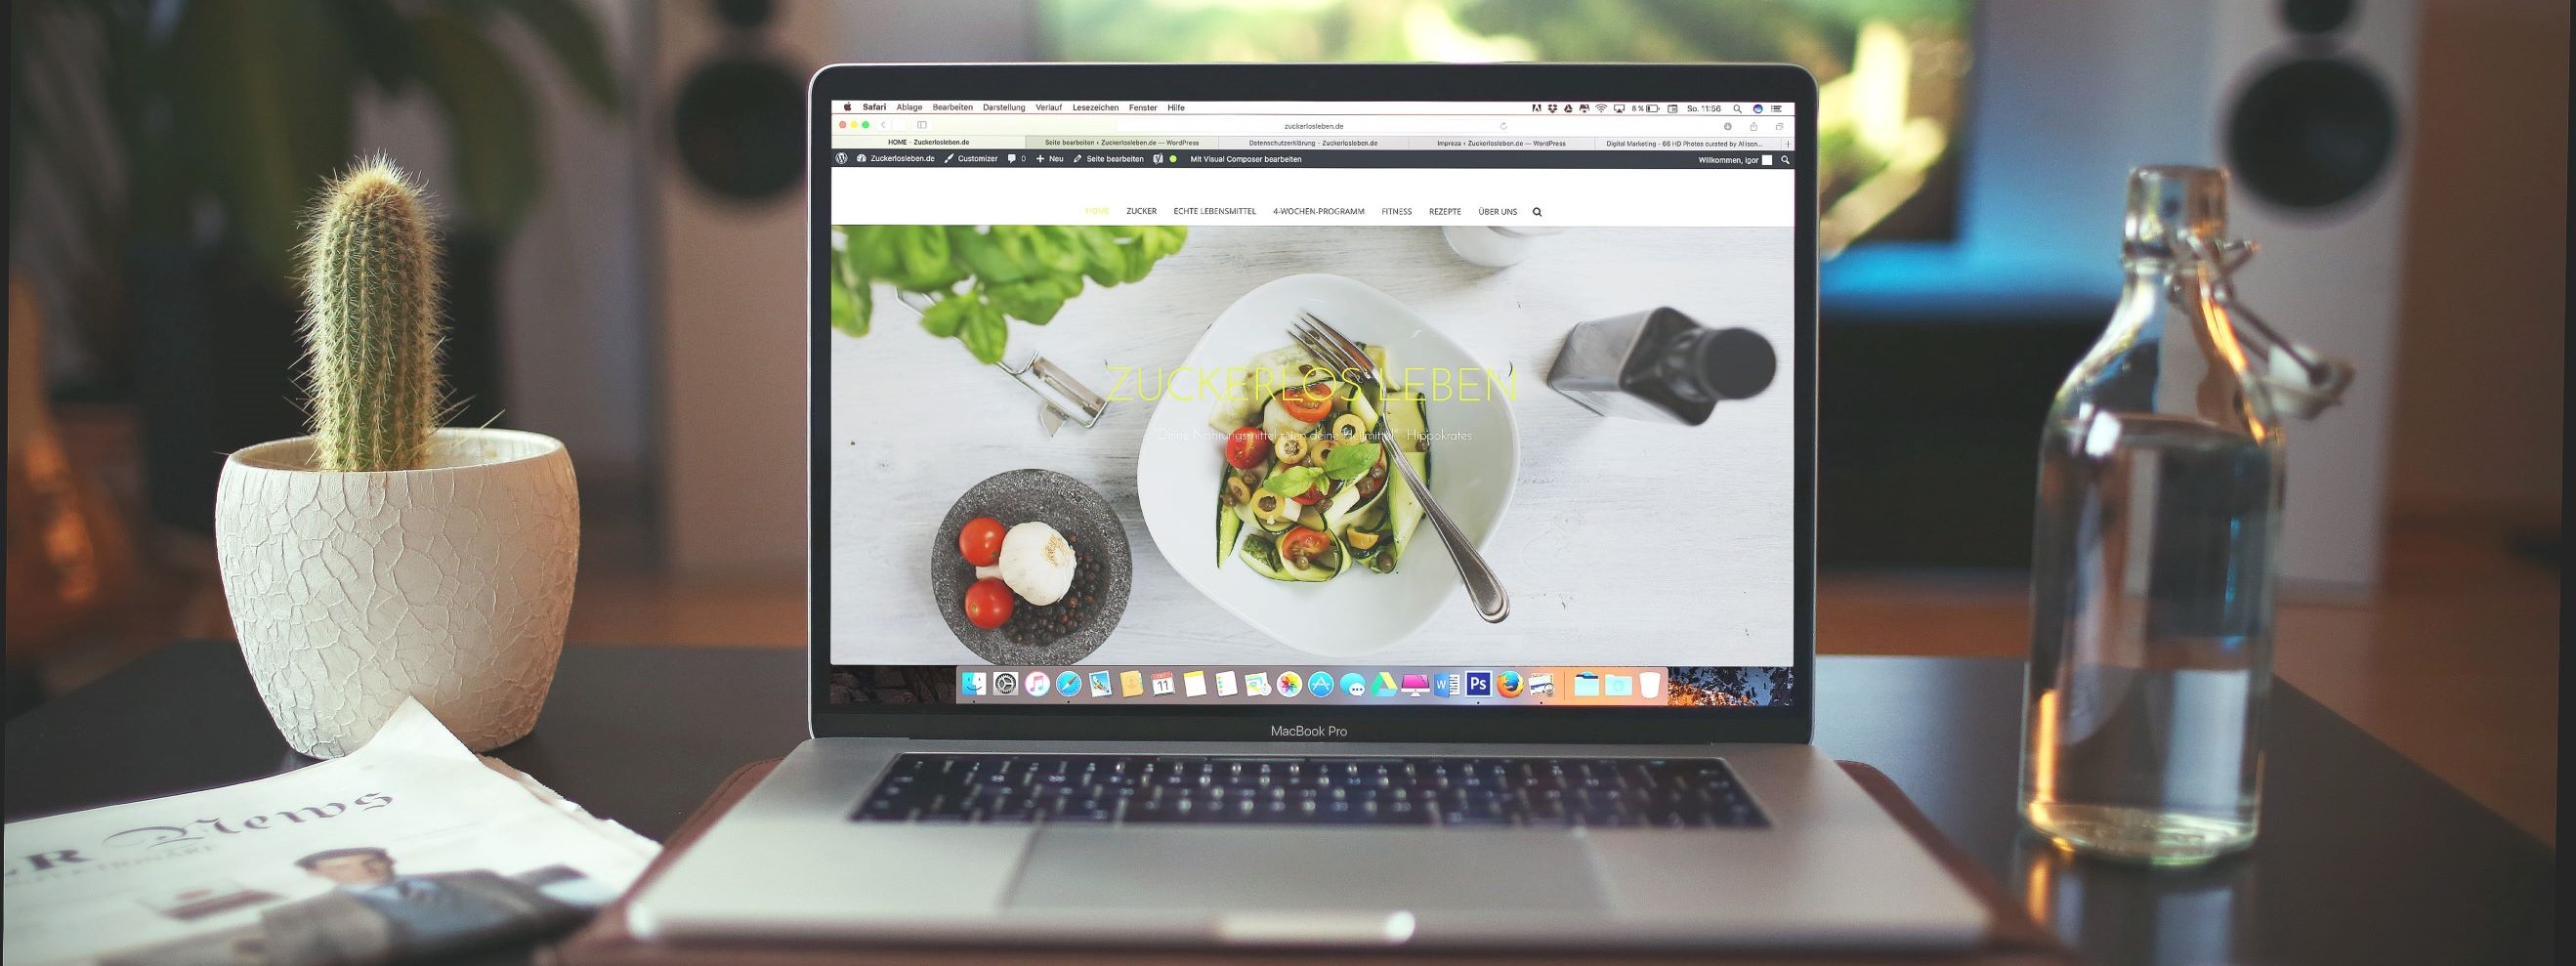 Safari Ablage Bearbeiten Darstellung Verlauf Lesezeichen Fenster Hilfe 8 % So. 11:56
zuckerlosleben.de
HOME - Zuckerlosleben.de Seite bearbeiten ‹ Zuckerlosleben.de — WordPress Datenschutzerklärung - Zuckerlosleben.de Impreza ‹ Zuckerlosleben.de — WordPress Digital Marketing - 66 HD Photos curated by Alison...
Zuckerlosleben.de Customizer 0 Neu Seite bearbeiten Mit Visual Composer bearbeiten Willkommen, Igor
HOME ZUCKER ECHTE LEBENSMITTEL 4-WOCHEN-PROGRAMM FITNESS REZEPTE ÜBER UNS
ZUCKERLOS LEBEN
"Deine Nahrungsmittel seien deine Heilmittel" - Hippokrates
11
W
Ps
MacBook Pro
News